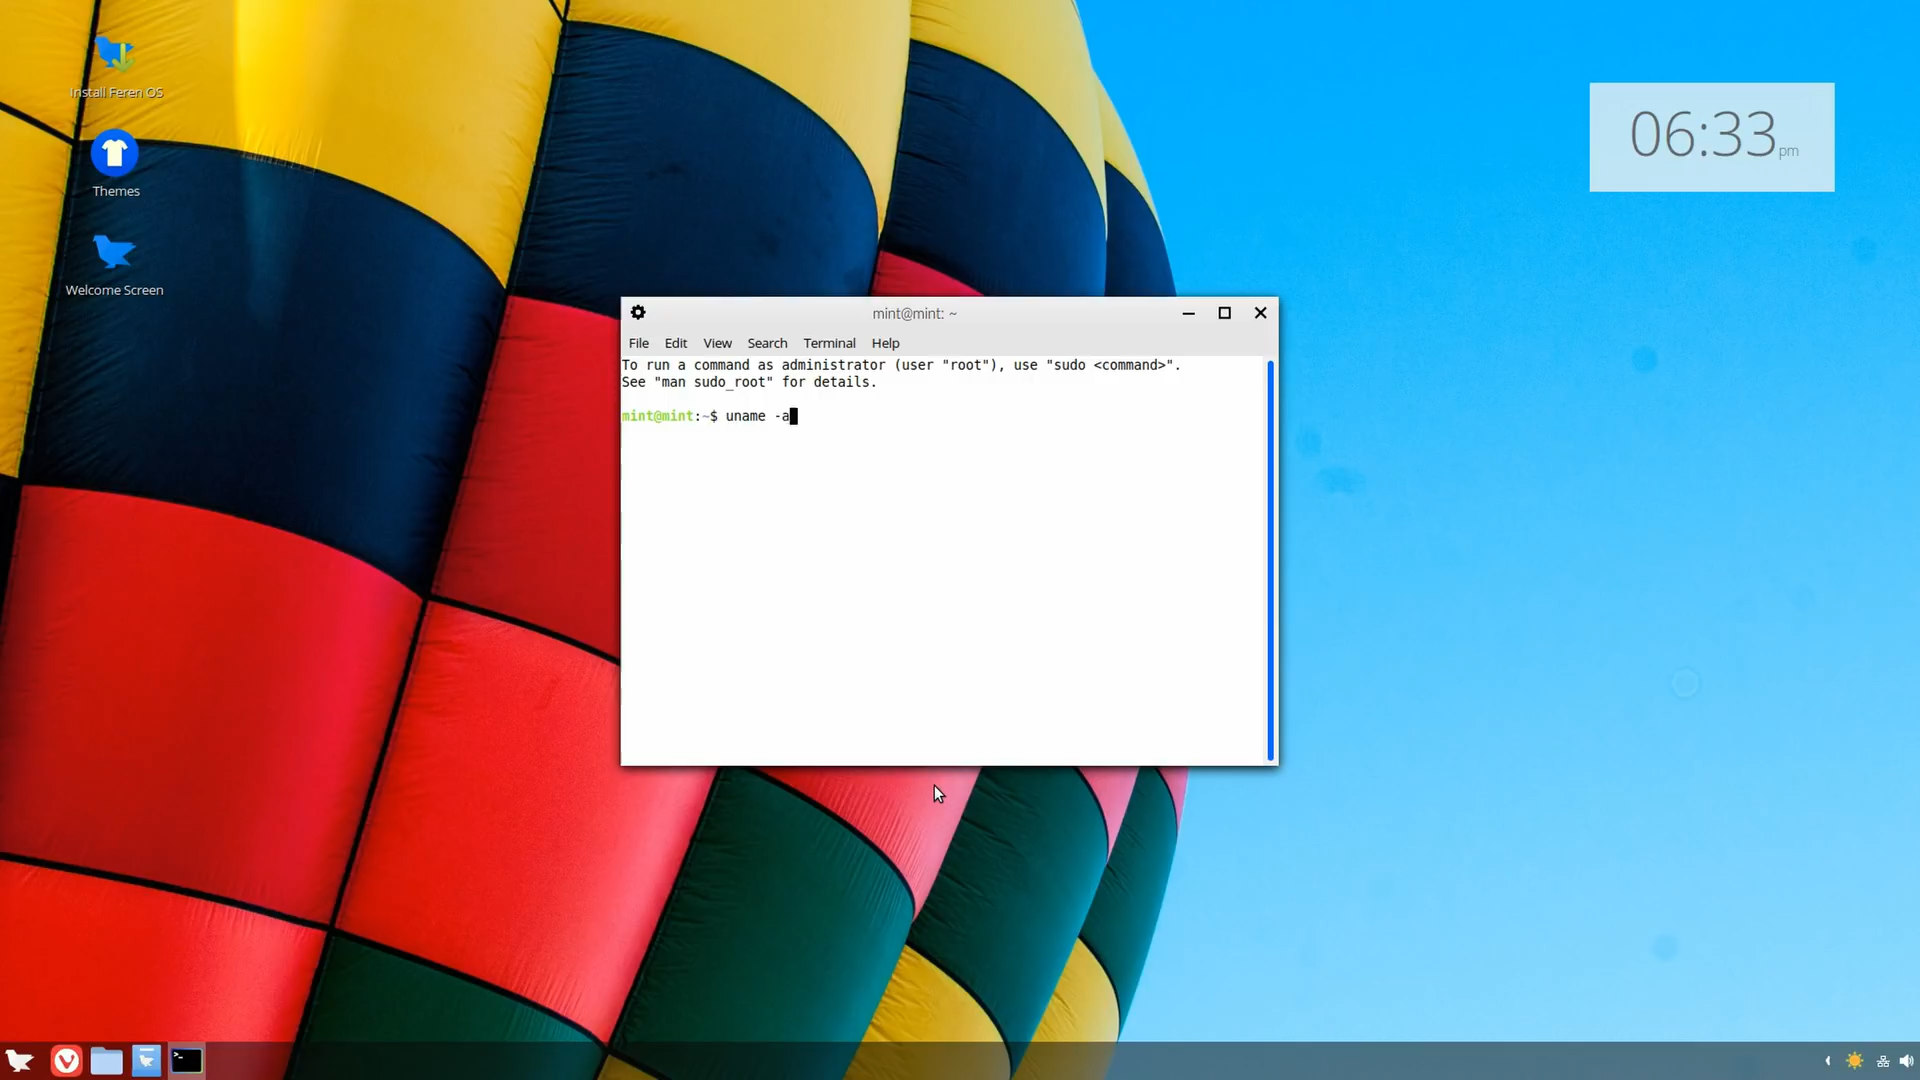 Install Feren OS
Themes
Welcome Screen
06:33 pm
mint@mint: ~
File Edit View Search Terminal Help
To run a command as administrator (user "root"), use "sudo <command>".
See "man sudo_root" for details.
mint@mint:~$ uname -a
>_